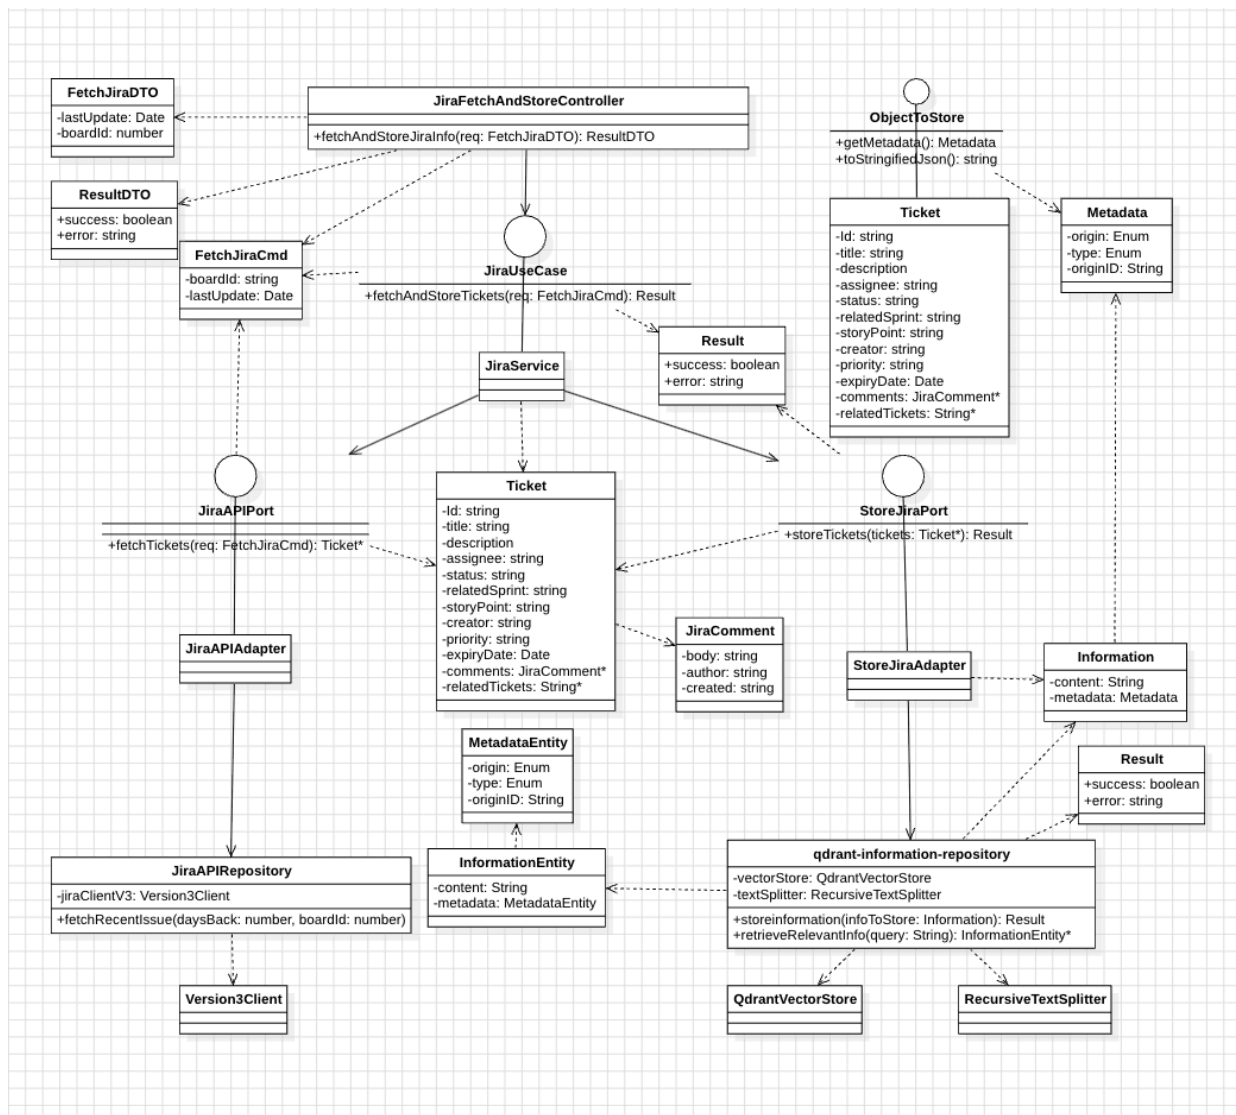 FetchJiraDTO
-lastUpdate: Date
-boardId: number
JiraFetchAndStoreController
+fetchAndStoreJiraInfo(req: FetchJiraDTO): ResultDTO
ObjectToStore
+getMetadata(): Metadata
+toStringifiedJson(): string
ResultDTO
+success: boolean
+error: string
FetchJiraCmd
-boardId: string
-lastUpdate: Date
JiraUseCase
+fetchAndStoreTickets(req: FetchJiraCmd): Result
Ticket
-Id: string
-title: string
-description
-assignee: string
-status: string
-relatedSprint: string
-storyPoint: string
-creator: string
-priority: string
-expiryDate: Date
-comments: JiraComment*
-relatedTickets: String*
Metadata
-origin: Enum
-type: Enum
-originID: String
Result
+success: boolean
+error: string
JiraService
JiraAPIPort
+fetchTickets(req: FetchJiraCmd): Ticket*
Ticket
-Id: string
-title: string
-description
-assignee: string
-status: string
-relatedSprint: string
-storyPoint: string
-creator: string
-priority: string
-expiryDate: Date
-comments: JiraComment*
-relatedTickets: String*
StoreJiraPort
+storeTickets(tickets: Ticket*): Result
JiraComment
-body: string
-author: string
-created: string
JiraAPIAdapter
StoreJiraAdapter
Information
-content: String
-metadata: Metadata
MetadataEntity
-origin: Enum
-type: Enum
-originID: String
Result
+success: boolean
+error: string
JiraAPIRepository
-jiraClientV3: Version3Client
+fetchRecentIssue(daysBack: number, boardId: number)
InformationEntity
-content: String
-metadata: MetadataEntity
qdrant-information-repository
-vectorStore: QdrantVectorStore
-textSplitter: RecursiveTextSplitter
+storeinformation(infoToStore: Information): Result
+retrieveRelevantInfo(query: String): InformationEntity*
Version3Client
QdrantVectorStore
RecursiveTextSplitter